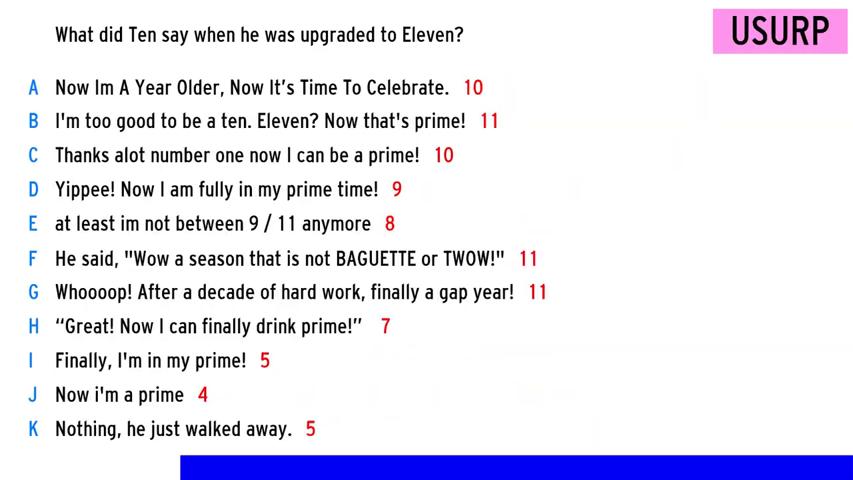 What did Ten say when he was upgraded to Eleven?
USURP
A Now Im A Year Older, Now It's Time To Celebrate. 10
B I'm too good to be a ten. Eleven? Now that's prime! 11
C Thanks alot number one now I can be a prime! 10
D Yippee! Now I am fully in my prime time! 9
E at least im not between 9 / 11 anymore 8
F He said, "Wow a season that is not BAGUETTE or TWOW!" 11
G Whoooop! After a decade of hard work, finally a gap year! 11
H “Great! Now I can finally drink prime!” 7
I Finally, I'm in my prime! 5
J Now i'm a prime 4
K Nothing, he just walked away. 5